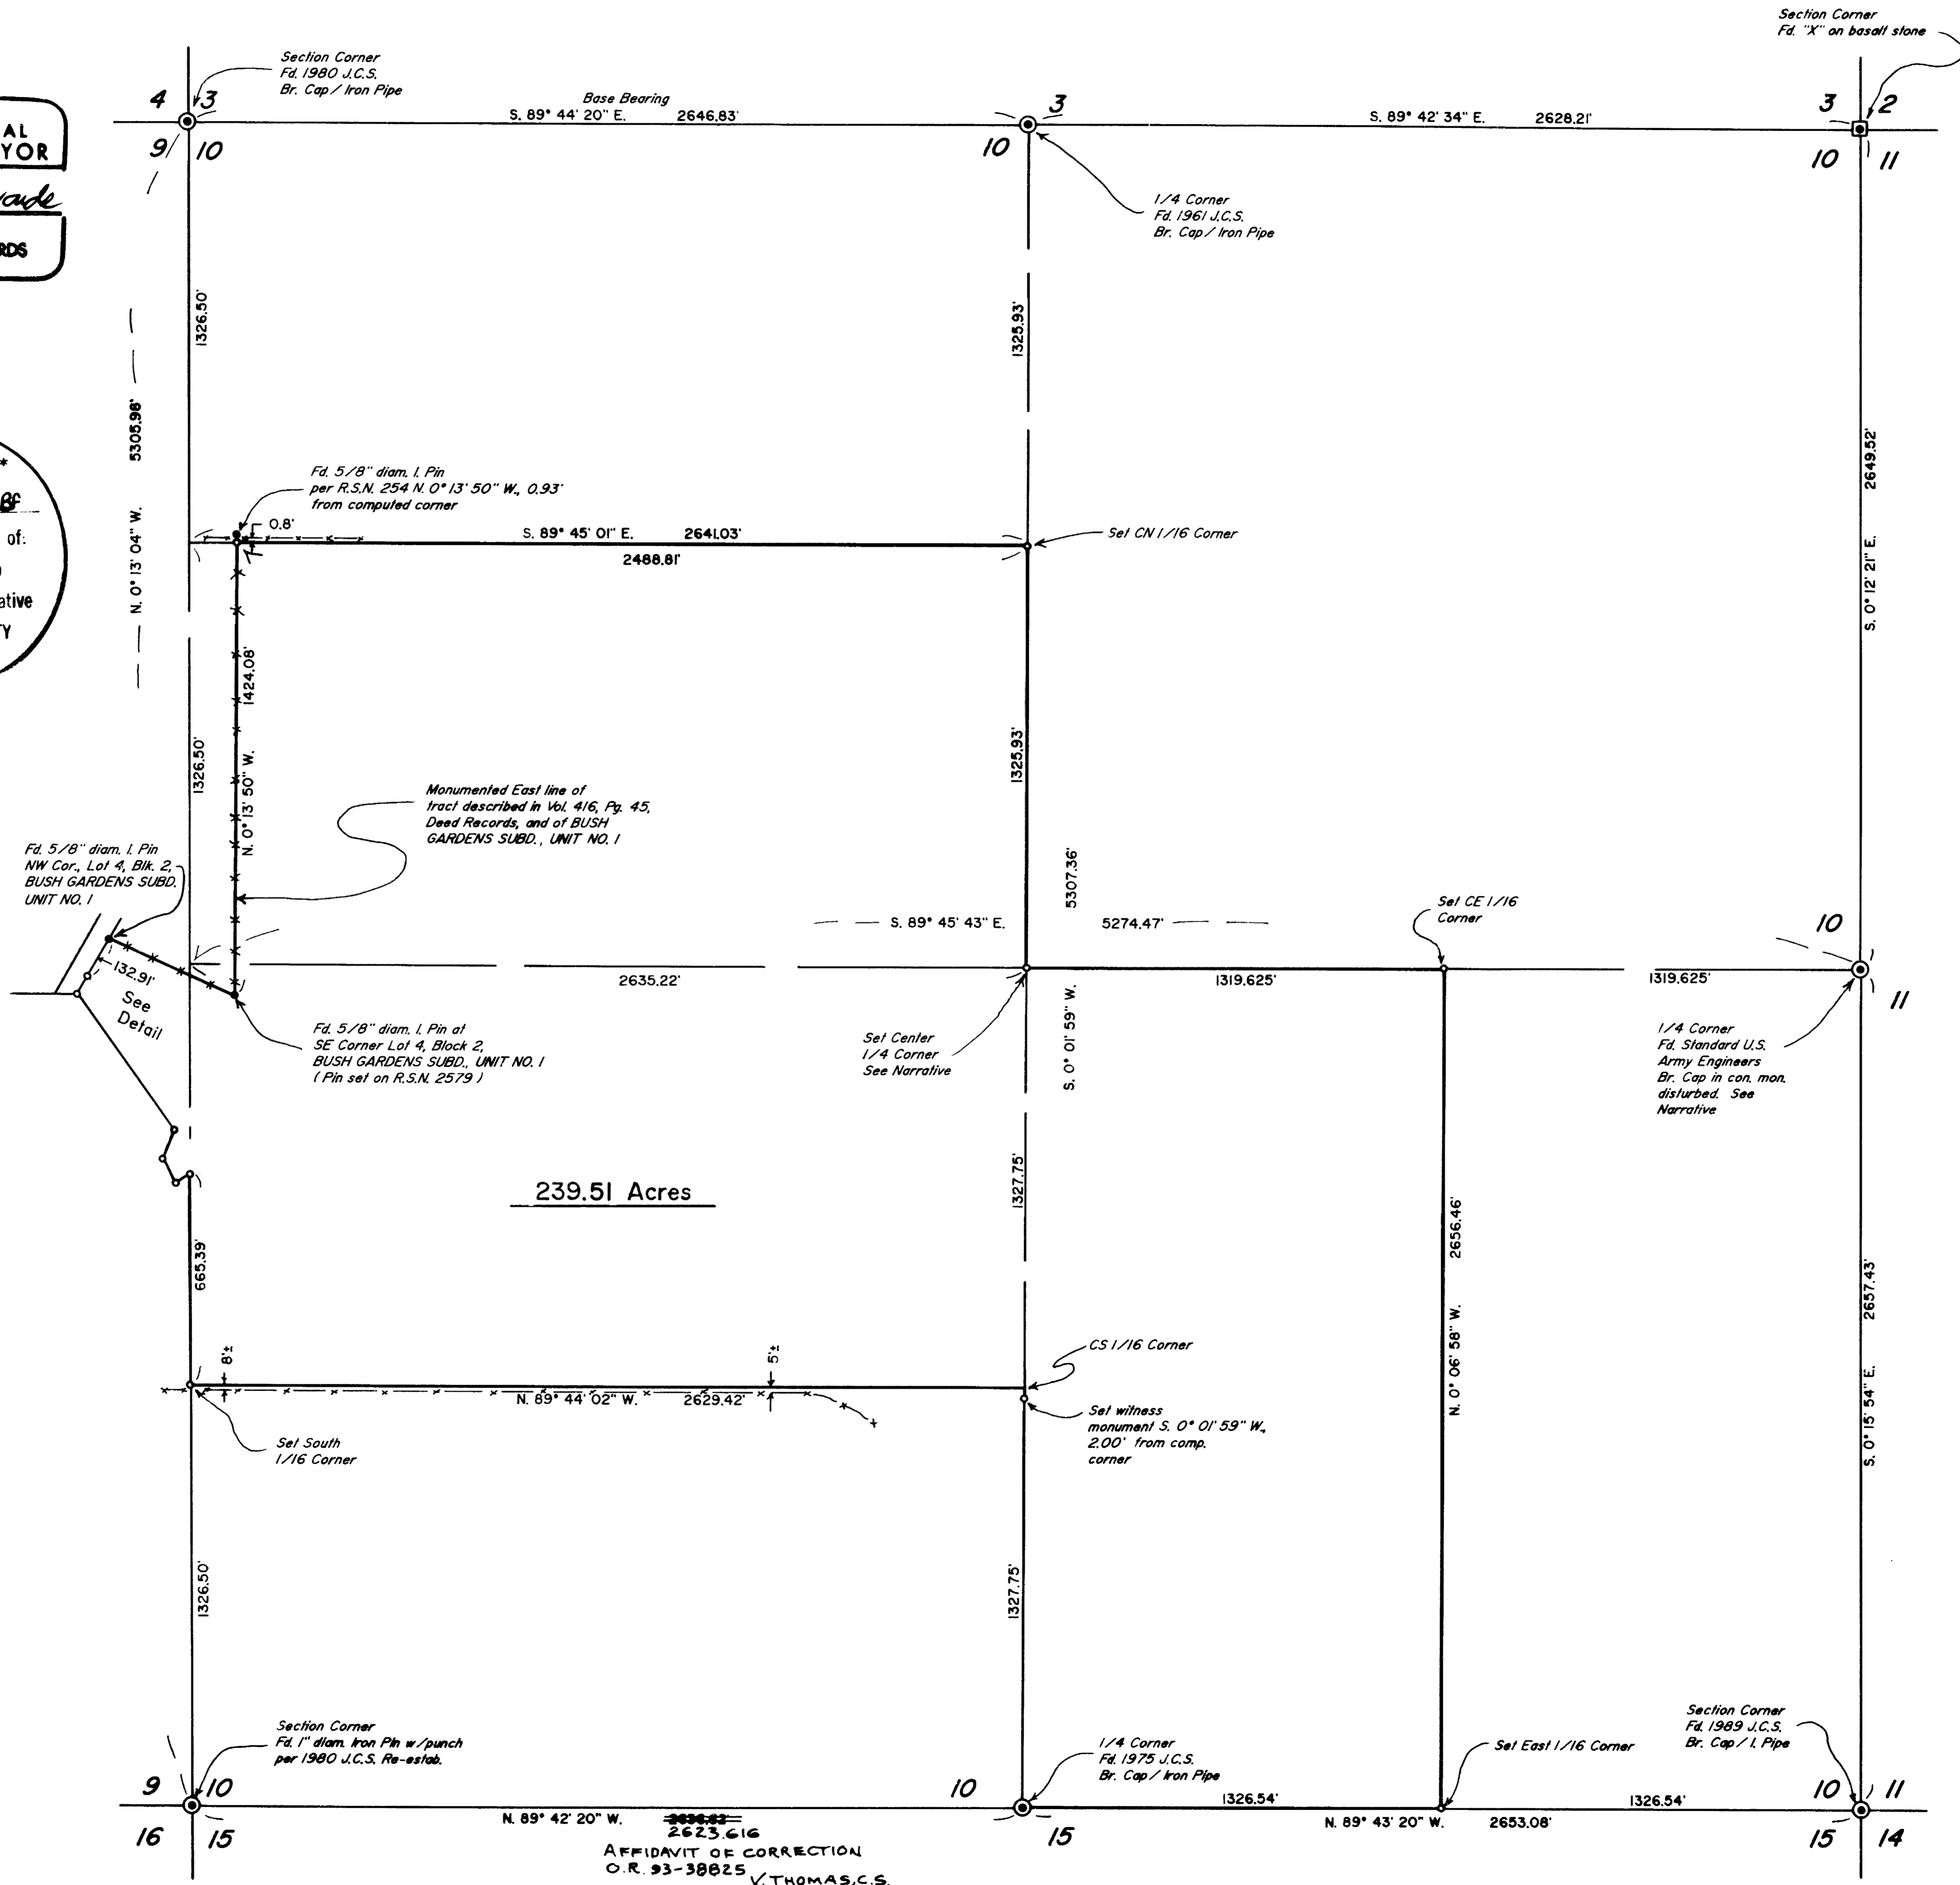 Section Corner
Fd. "X" on basalt stone
Section Corner
Fd. 1980 J.C.S.
Br. Cap / Iron Pipe
4 3
9 10
Base Bearing
S. 89° 44' 20" E. 2646.83'
3
10
S. 89° 42' 34" E. 2628.21'
3 2
10 11
AL
YOR
RDS
1/4 Corner
Fd. 1961 J.C.S.
Br. Cap / Iron Pipe
1326.50'
1325.93'
N. 0° 13' 04" W. 5305.98'
S. 0° 12' 21" E. 2649.52'
of:
ative
TY
Fd. 5/8" diam. I. Pin
per R.S.N. 254 N. 0° 13' 50" W., 0.93'
from computed corner
0.8'
S. 89° 45' 01" E. 2641.03'
2488.81'
Set CN 1/16 Corner
1326.50'
N. 0° 13' 50" W. 1424.08'
1325.93'
Monumented East line of
tract described in Vol. 416, Pg. 45,
Deed Records, and of BUSH
GARDENS SUBD., UNIT NO. 1
Fd. 5/8" diam. I. Pin
NW Cor., Lot 4, Blk. 2,
BUSH GARDENS SUBD.
UNIT NO. 1
5307.36'
S. 89° 45' 43" E. 5274.47'
Set CE 1/16
Corner
10
11
132.91'
See
Detail
2635.22'
1319.625'
1319.625'
Fd. 5/8" diam. I. Pin at
SE Corner Lot 4, Block 2,
BUSH GARDENS SUBD., UNIT NO. 1
( Pin set on R.S.N. 2579 )
Set Center
1/4 Corner
See Narrative
S. 0° 01' 59" W.
1/4 Corner
Fd. Standard U.S.
Army Engineers
Br. Cap in con. mon.
disturbed. See
Narrative
239.51 Acres
1327.75'
2656.46'
N. 0° 06' 58" W.
665.39'
2657.43'
S. 0° 15' 54" E.
8'±
5'±
CS 1/16 Corner
N. 89° 44' 02" W. 2629.42'
Set witness
monument S. 0° 01' 59" W.,
2.00' from comp.
corner
Set South
1/16 Corner
1326.50'
1327.75'
Section Corner
Fd. 1" diam. Iron Pin w/punch
per 1980 J.C.S. Re-estab.
1/4 Corner
Fd. 1975 J.C.S.
Br. Cap / Iron Pipe
Set East 1/16 Corner
Section Corner
Fd. 1989 J.C.S.
Br. Cap / I. Pipe
9 10
16 15
10
15
10 11
15 14
1326.54'
1326.54'
N. 89° 42' 20" W.
2623.616
N. 89° 43' 20" W. 2653.08'
AFFIDAVIT OF CORRECTION
O.R. 93-38825
V. THOMAS, C.S.